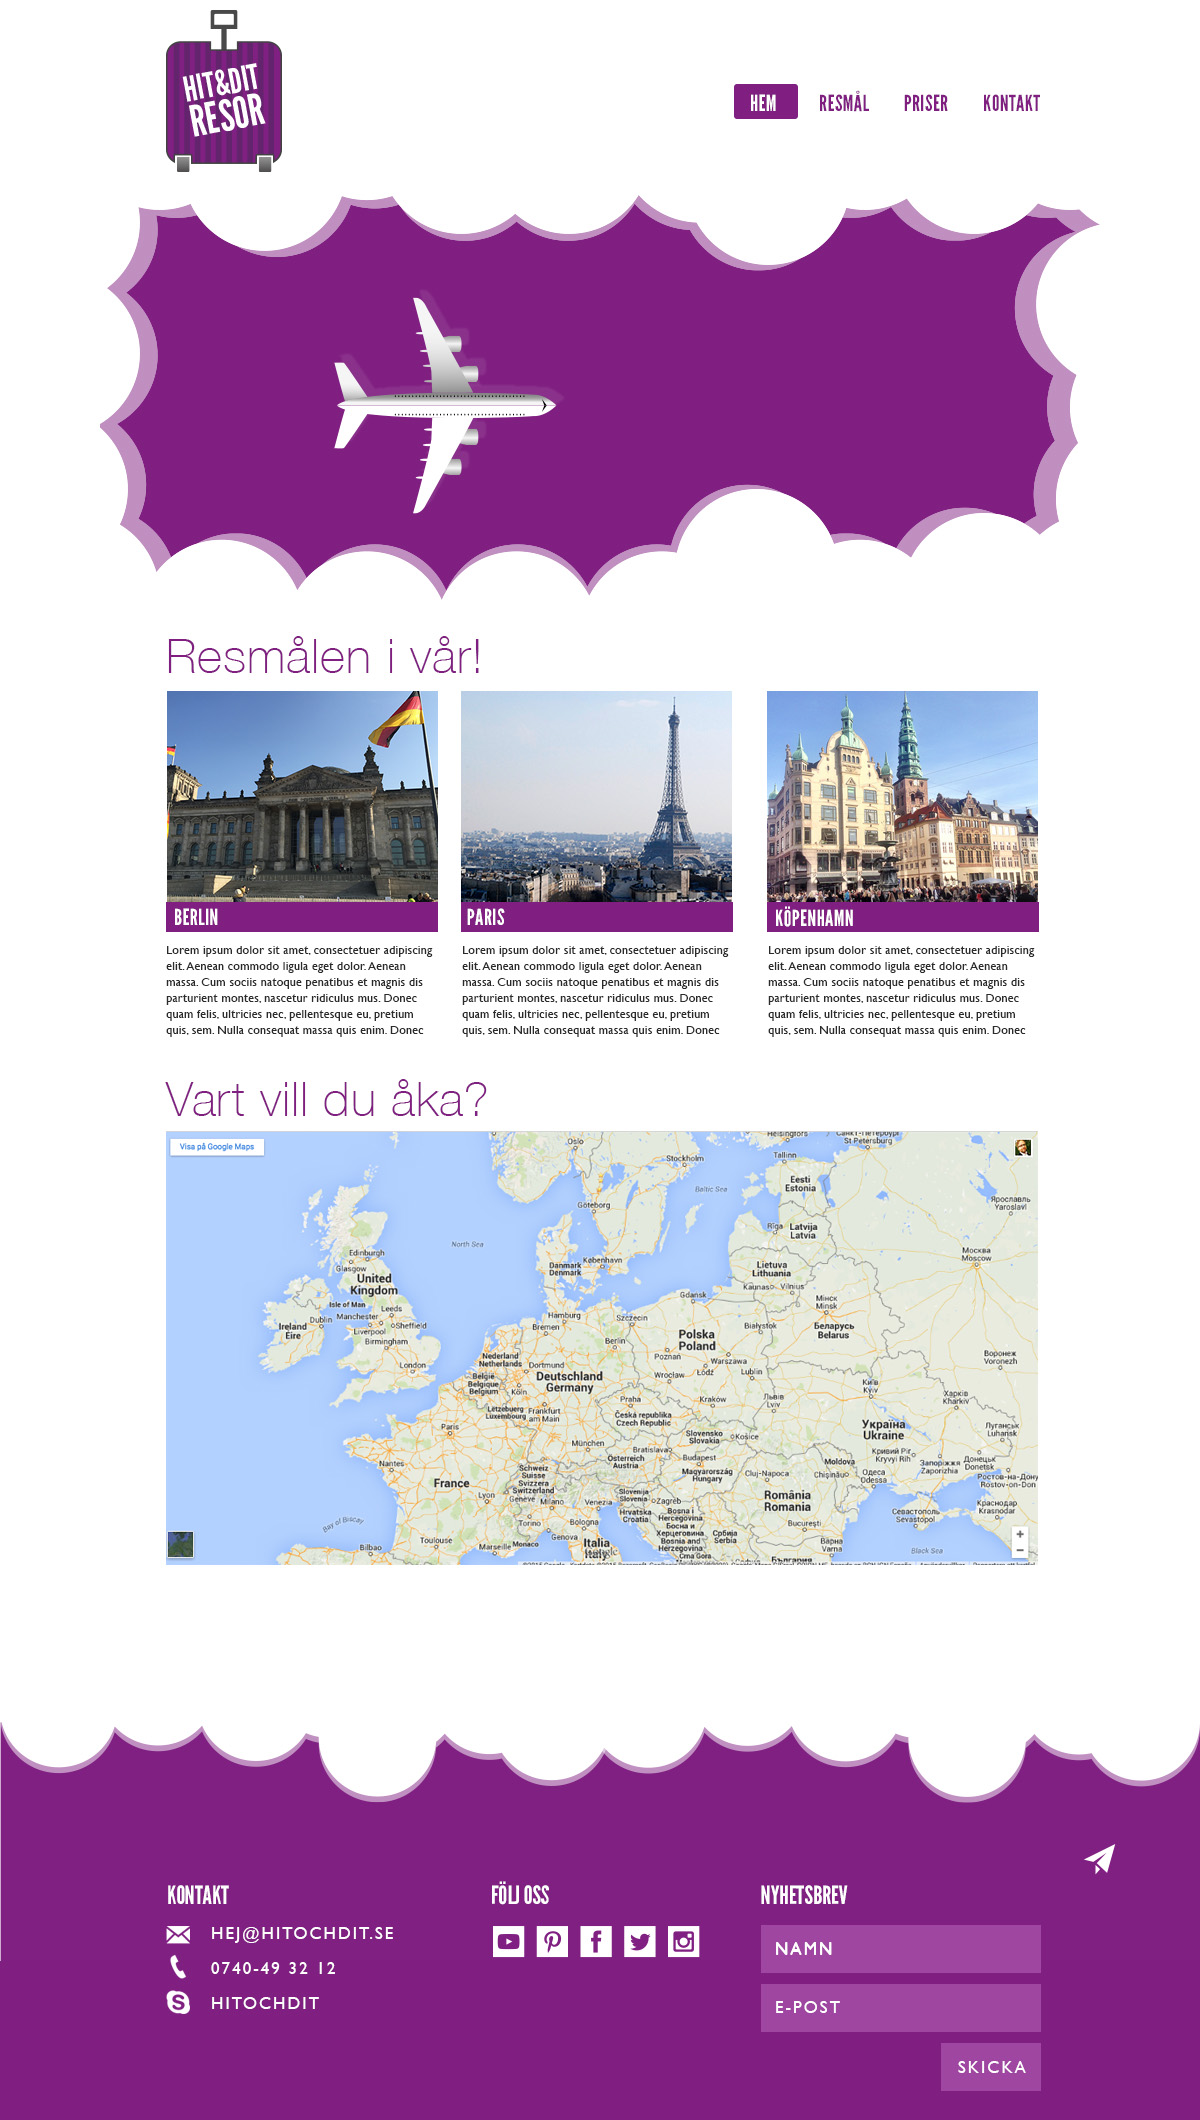 HIT&DIT
RESOR
HEM
RESMÅL
PRISER
KONTAKT
Resmålen i vår!
BERLIN
PARIS
KÖPENHAMN
Lorem ipsum dolor sit amet, consectetuer adipiscing
elit. Aenean commodo ligula eget dolor. Aenean
massa. Cum sociis natoque penatibus et magnis dis
parturient montes, nascetur ridiculus mus. Donec
quam felis, ultricies nec, pellentesque eu, pretium
quis, sem. Nulla consequat massa quis enim. Donec
Lorem ipsum dolor sit amet, consectetuer adipiscing
elit. Aenean commodo ligula eget dolor. Aenean
massa. Cum sociis natoque penatibus et magnis dis
parturient montes, nascetur ridiculus mus. Donec
quam felis, ultricies nec, pellentesque eu, pretium
quis, sem. Nulla consequat massa quis enim. Donec
Lorem ipsum dolor sit amet, consectetuer adipiscing
elit. Aenean commodo ligula eget dolor. Aenean
massa. Cum sociis natoque penatibus et magnis dis
parturient montes, nascetur ridiculus mus. Donec
quam felis, ultricies nec, pellentesque eu, pretium
quis, sem. Nulla consequat massa quis enim. Donec
Vart vill du åka?
Visa på Google Maps
Oslo
Helsingfors
St Petersburg
Stockholm
Tallinn
Baltic Sea
Eesti
Estonia
Ярославль
Yaroslavl
Göteborg
Rīga
Latvija
Latvia
North Sea
Москва
Moscow
Edinburgh
Glasgow
Danmark
Denmark
København
Lietuva
Lithuania
Kaunas
Vilnius
United
Kingdom
Gdańsk
Мінск
Minsk
Isle of Man
Leeds
Dublin
Manchester
Sheffield
Liverpool
Birmingham
Ireland
Éire
Hamburg
Bremen
Szczecin
Białystok
Беларусь
Belarus
Polska
Poland
Berlin
Poznań
Warszawa
Воронеж
Voronezh
London
Nederland
Netherlands
Dortmund
Deutschland
Germany
Wrocław
Łódź
Lublin
België
Belgique
Belgium
Köln
Київ
Kyiv
Харків
Kharkiv
Praha
Kraków
Львів
Lviv
Lëtzebuerg
Luxembourg
Frankfurt
am Main
Česká republika
Czech Republic
Україна
Ukraine
Луганськ
Luhansk
Paris
Slovensko
Slovakia
Košice
München
Bratislava
Кривий Ріг
Kryvyi Rih
Nantes
Österreich
Austria
Budapest
Moldova
Запоріжжя
Zaporizhia
Донецьк
Donetsk
Schweiz
Suisse
Svizzera
Switzerland
Magyarország
Hungary
Cluj-Napoca
Chișinău
Одеса
Odessa
Ростов-на-Дону
Rostov-on-Don
France
Lyon
Geneve
Milano
Venezia
Slovenija
Slovenia
Zagreb
România
Romania
Краснодар
Krasnodar
Hrvatska
Croatia
Севастополь
Sevastopol
Bay of Biscay
Torino
Bologna
Bosna i
Hercegovina
Босна и
Херцеговина
Bosnia and
Herzegovina
București
Србија
Serbia
Toulouse
Genova
Bilbao
Marseille
Monaco
Italia
Italy
Google
Crna Gora
Варна
Varna
Black Sea
България
KONTAKT
HEJ@HITOCHDIT.SE
0740-49 32 12
HITOCHDIT
FÖLJ OSS
NYHETSBREV
NAMN
E-POST
SKICKA